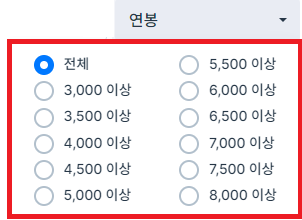 연봉
전체
3,000 이상
3,500 이상
4,000 이상
4,500 이상
5,000 이상
5,500 이상
6,000 이상
6,500 이상
7,000 이상
7,500 이상
8,000 이상